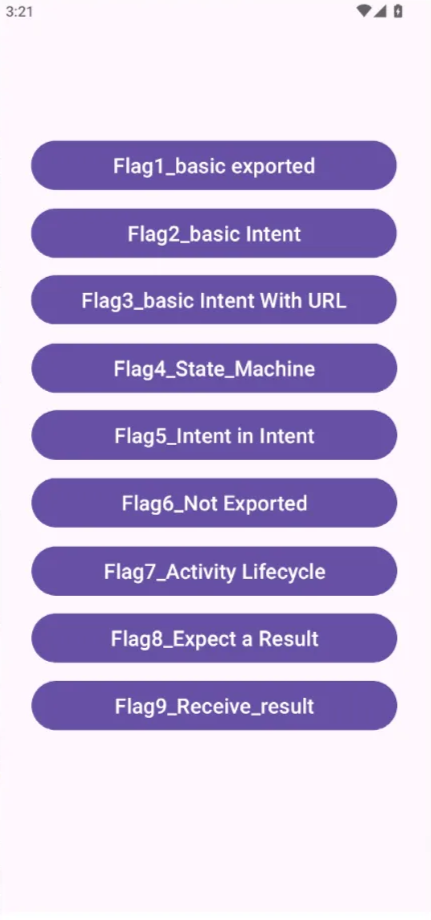 3:21
Flag1_basic exported
Flag2_basic Intent
Flag3_basic Intent With URL
Flag4_State_Machine
Flag5_Intent in Intent
Flag6_Not Exported
Flag7_Activity Lifecycle
Flag8_Expect a Result
Flag9_Receive_result